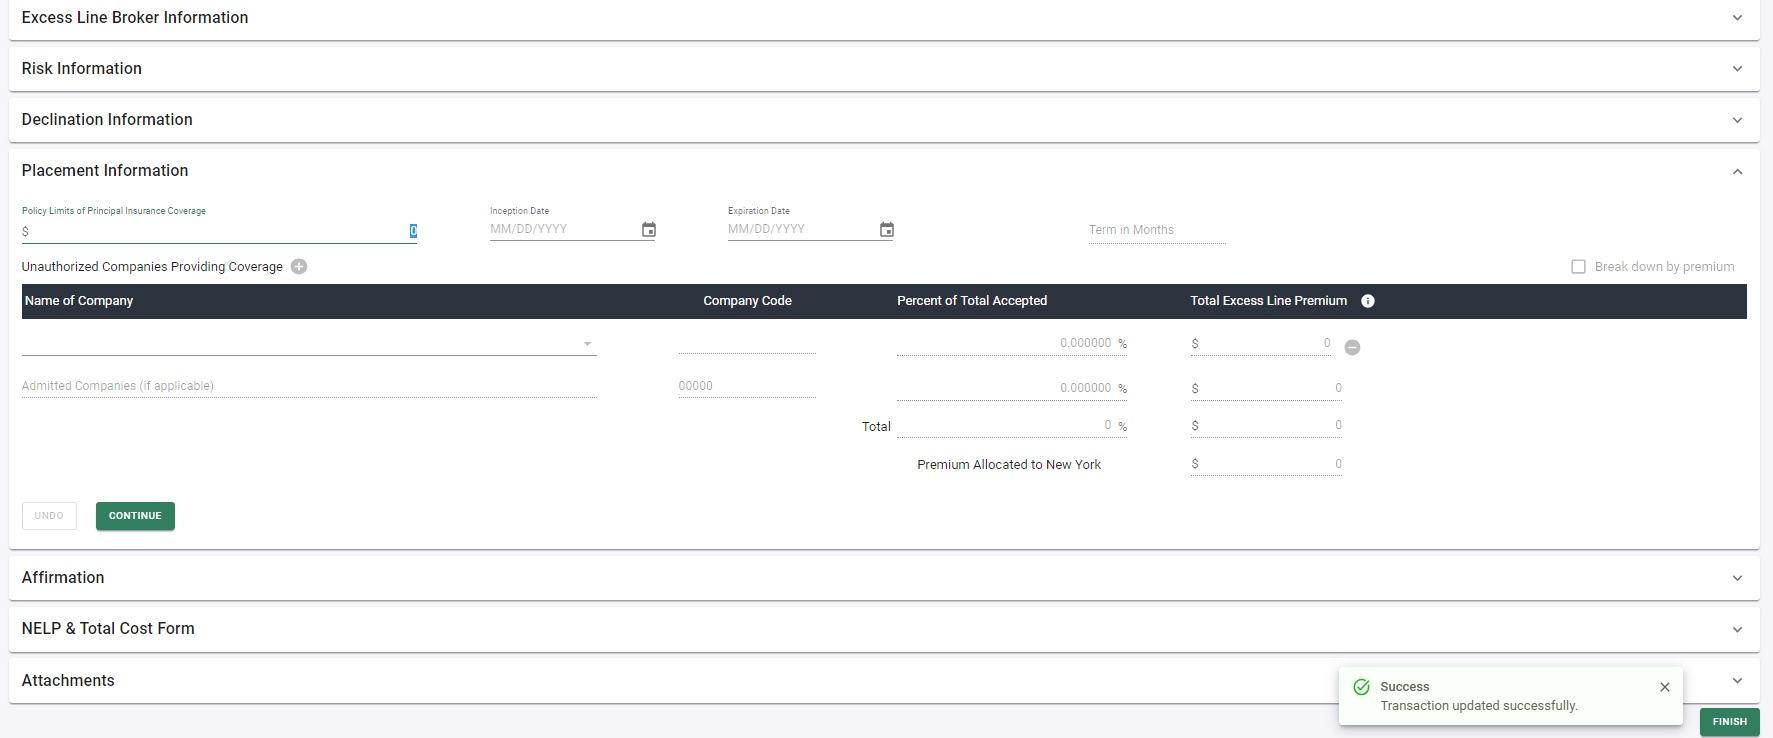 Excess Line Broker Information
Risk Information
Declination Information
Placement Information
Policy Limits of Principal Insurance Coverage
$ 0
Inception Date
MM/DD/YYYY
Expiration Date
MM/DD/YYYY
Term in Months
Unauthorized Companies Providing Coverage
Break down by premium
Name of Company Company Code Percent of Total Accepted Total Excess Line Premium
0.000000 % $ 0
Admitted Companies (if applicable) 00000 0.000000 % $ 0
Total 0 % $ 0
Premium Allocated to New York $ 0
UNDO CONTINUE
Affirmation
NELP & Total Cost Form
Attachments
Success
Transaction updated successfully.
FINISH